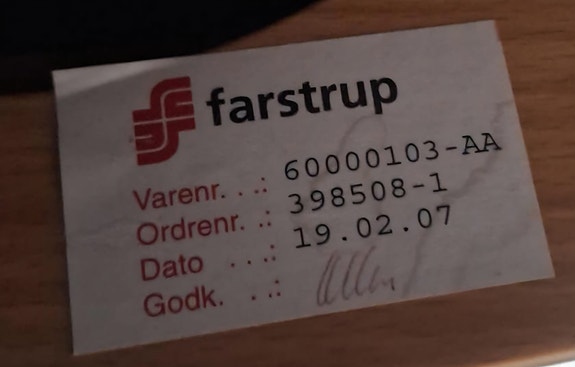 farstrup
Varenr. . .: 60000103-AA
Ordrenr. .: 398508-1
Dato . . .: 19.02.07
Godk. . .: